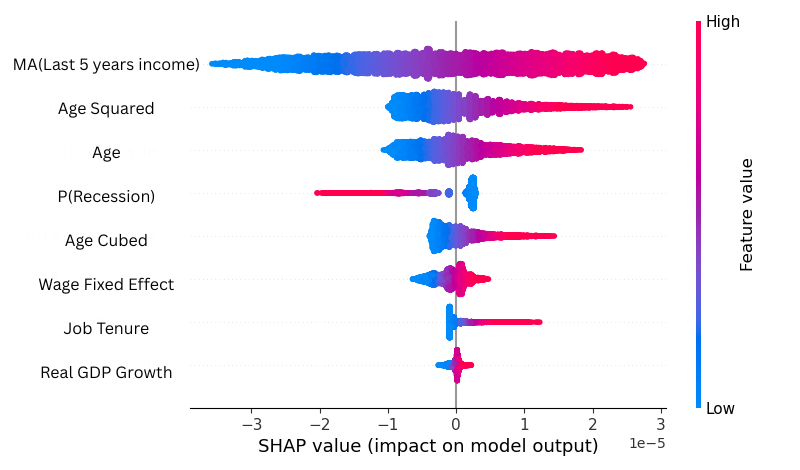 High
MA(Last 5 years income)
Age Squared
Age
P(Recession)
Age Cubed
Wage Fixed Effect
Job Tenure
Real GDP Growth
Feature value
Low
−3 −2 −1 0 1 2 3
1e−5
SHAP value (impact on model output)